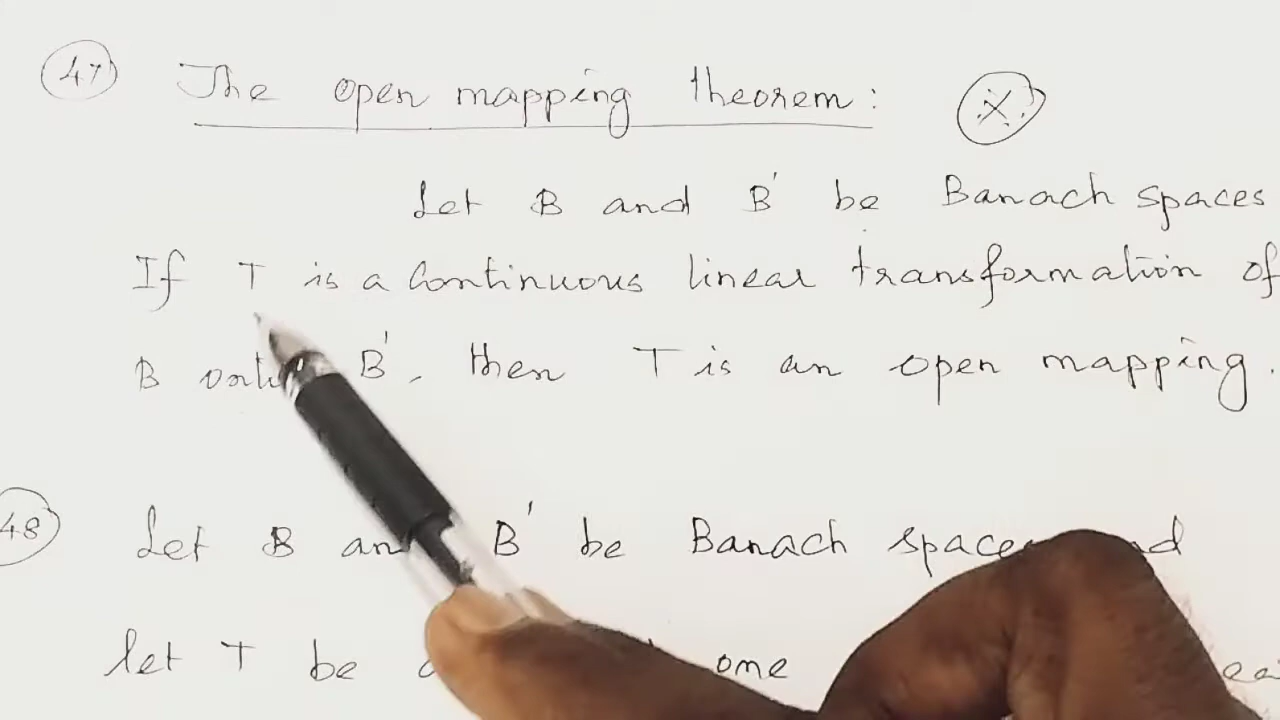 47 The open mapping theorem: X
Let B and B' be Banach spaces
If T is a continuous linear transformation of
B onto B', then T is an open mapping.
48 Let B and B' be Banach spaces and
let T be one